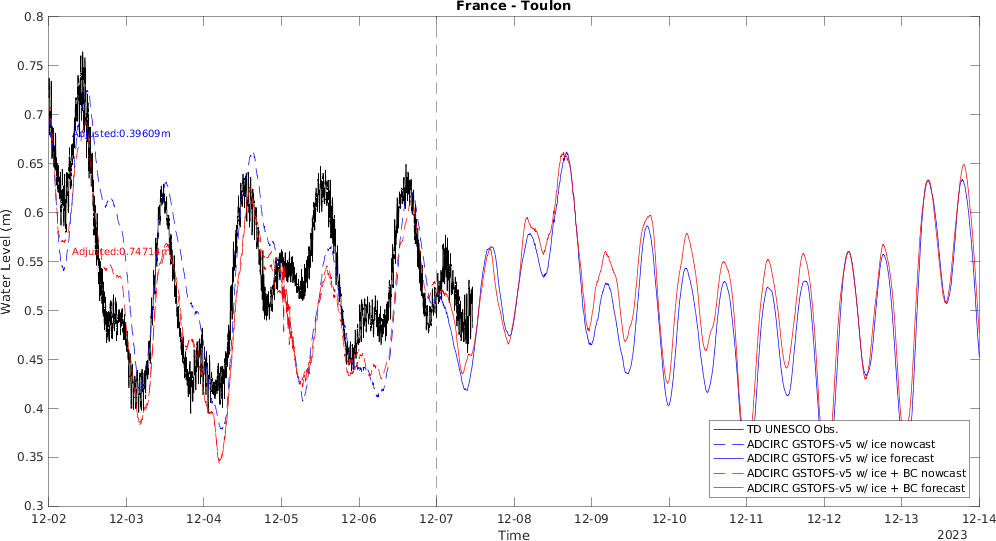 France - Toulon
Water Level (m)
0.8
0.75
0.7
0.65
0.6
0.55
0.5
0.45
0.4
0.35
0.3
Adjusted:0.39609m
TD UNESCO Obs.
ADCIRC GSTOFS-v5 w/ ice nowcast
ADCIRC GSTOFS-v5 w/ ice forecast
ADCIRC GSTOFS-v5 w/ ice + BC nowcast
ADCIRC GSTOFS-v5 w/ ice + BC forecast
12-02 12-03 12-04 12-05 12-06 12-07 12-08 12-09 12-10 12-11 12-12 12-13 12-14
Time
2023